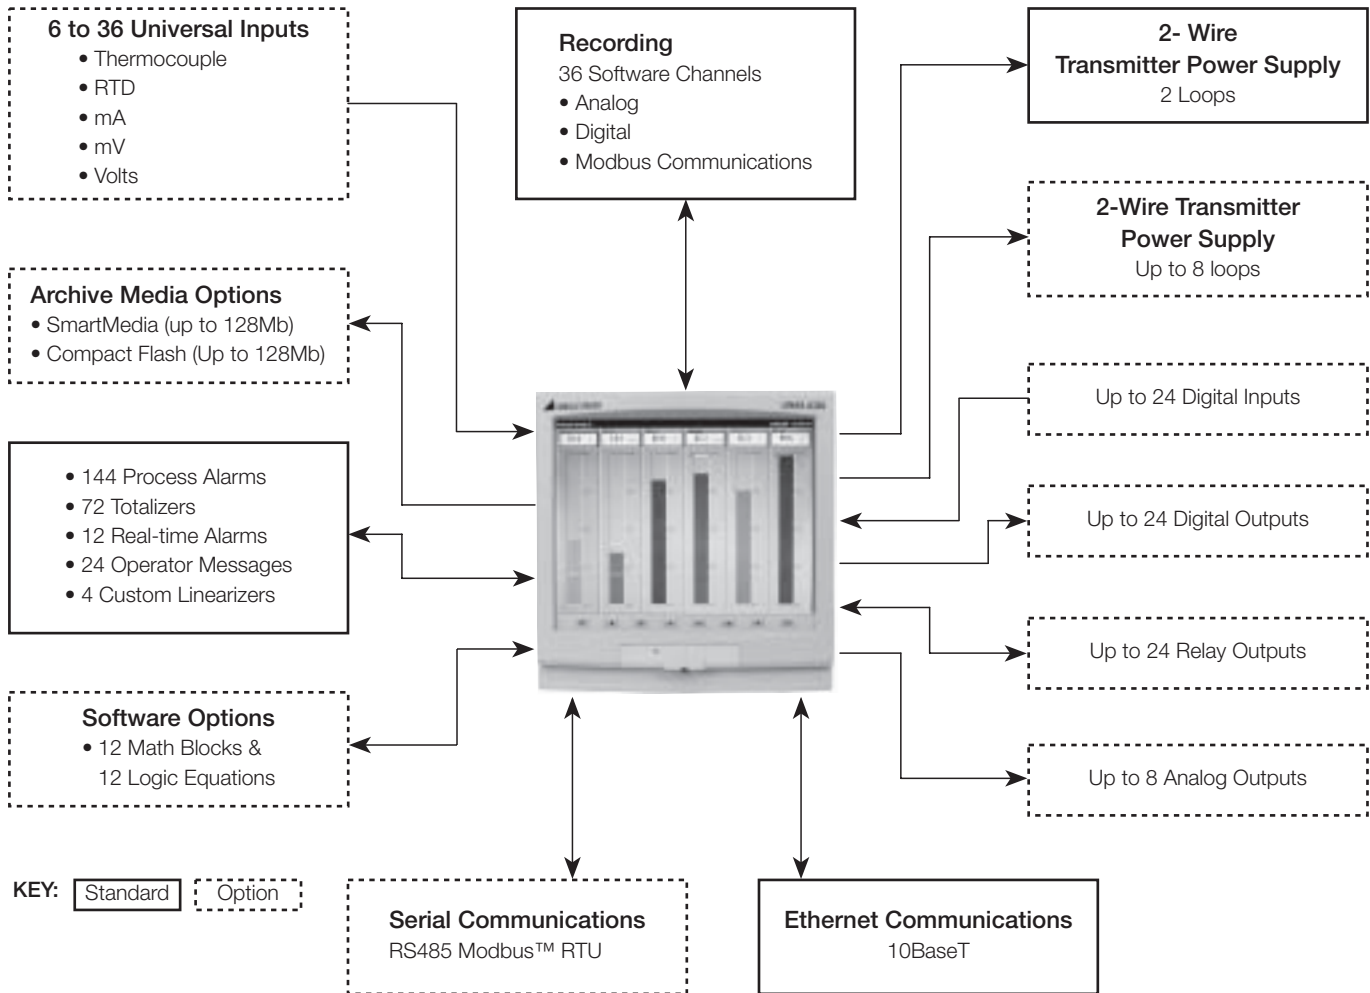 6 to 36 Universal Inputs
• Thermocouple
• RTD
• mA
• mV
• Volts
Recording
36 Software Channels
• Analog
• Digital
• Modbus Communications
2- Wire
Transmitter Power Supply
2 Loops
2-Wire Transmitter
Power Supply
Up to 8 loops
Archive Media Options
• SmartMedia (up to 128Mb)
• Compact Flash (Up to 128Mb)
Up to 24 Digital Inputs
• 144 Process Alarms
• 72 Totalizers
• 12 Real-time Alarms
• 24 Operator Messages
• 4 Custom Linearizers
Up to 24 Digital Outputs
Up to 24 Relay Outputs
Software Options
• 12 Math Blocks &
12 Logic Equations
Up to 8 Analog Outputs
KEY: Standard Option
Serial Communications
RS485 Modbus™ RTU
Ethernet Communications
10BaseT